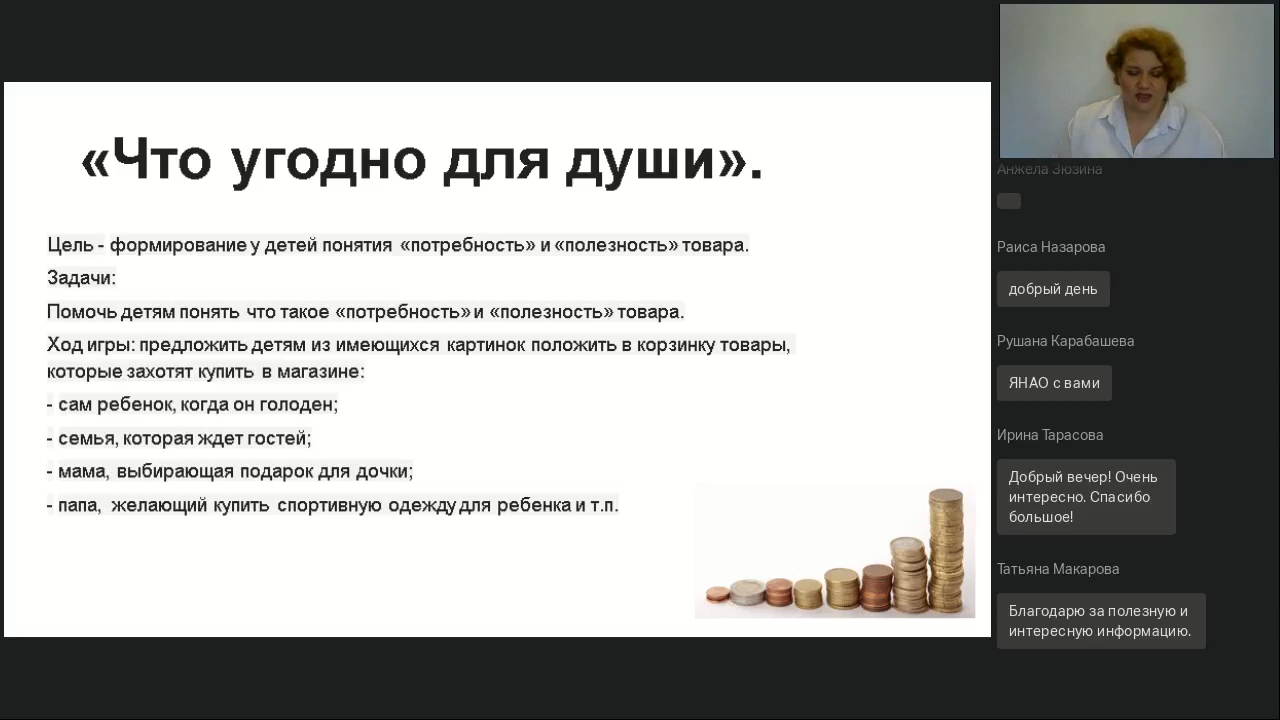 «Что угодно для души».
Цель - формирование у детей понятия «потребность» и «полезность» товара.
Задачи:
Помочь детям понять что такое «потребность» и «полезность» товара.
Ход игры: предложить детям из имеющихся картинок положить в корзинку товары,
которые захотят купить в магазине:
- сам ребенок, когда он голоден;
- семья, которая ждет гостей;
- мама, выбирающая подарок для дочки;
- папа, желающий купить спортивную одежду для ребенка и т.п.
Анжела Зюзина
Раиса Назарова
добрый день
Рушана Карабашева
ЯНАО с вами
Ирина Тарасова
Добрый вечер! Очень
интересно. Спасибо
большое!
Татьяна Макарова
Благодарю за полезную и
интересную информацию.